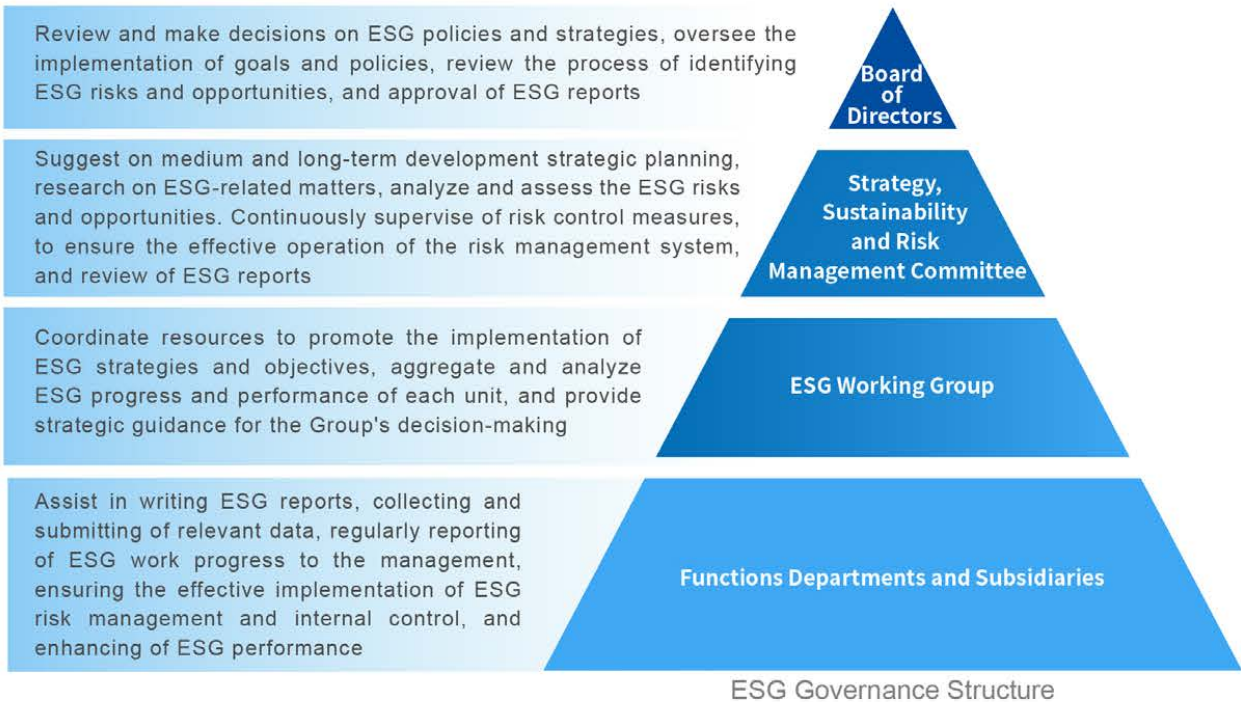 Review and make decisions on ESG policies and strategies, oversee the
implementation of goals and policies, review the process of identifying
ESG risks and opportunities, and approval of ESG reports
Board
of
Directors
Suggest on medium and long-term development strategic planning,
research on ESG-related matters, analyze and assess the ESG risks
and opportunities. Continuously supervise of risk control measures,
to ensure the effective operation of the risk management system,
and review of ESG reports
Strategy,
Sustainability
and Risk
Management Committee
Coordinate resources to promote the implementation of
ESG strategies and objectives, aggregate and analyze
ESG progress and performance of each unit, and provide
strategic guidance for the Group's decision-making
ESG Working Group
Assist in writing ESG reports, collecting and
submitting of relevant data, regularly reporting
of ESG work progress to the management,
ensuring the effective implementation of ESG
risk management and internal control, and
enhancing of ESG performance
Functions Departments and Subsidiaries
ESG Governance Structure